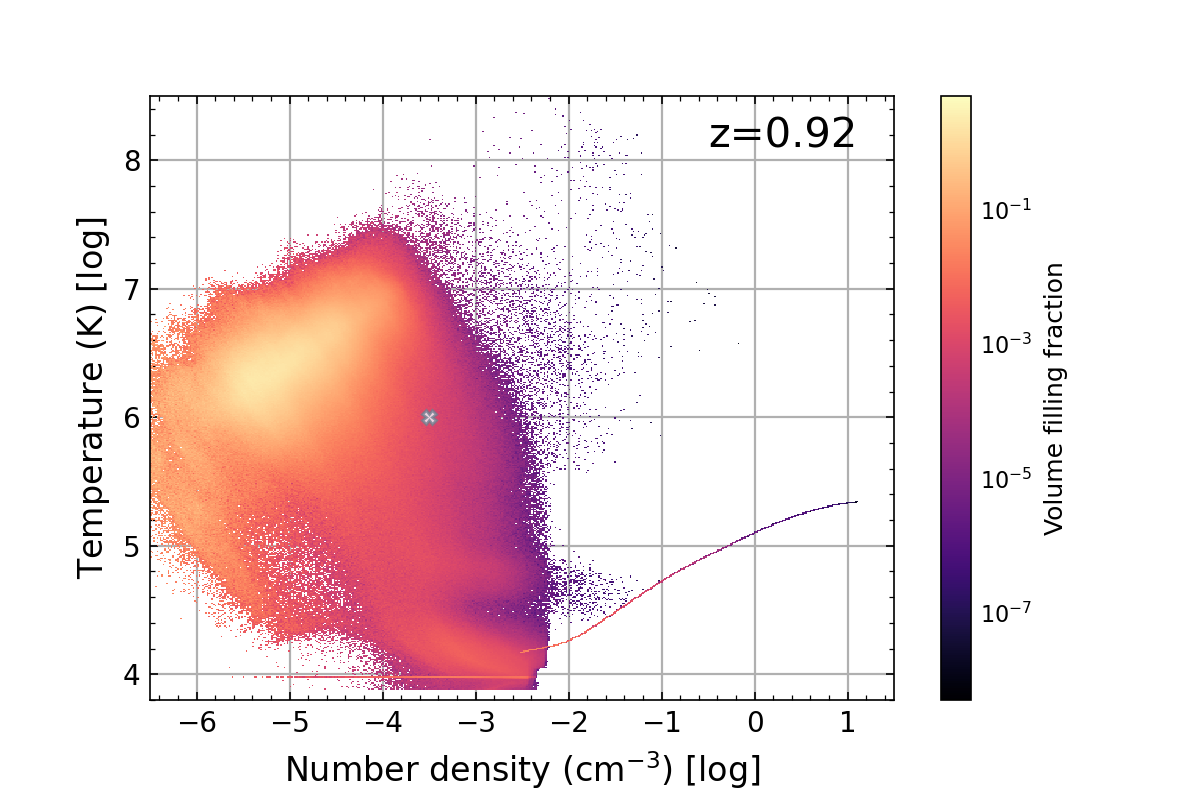 z=0.92
8
7
6
5
4
Temperature (K) [log]
−6 −5 −4 −3 −2 −1 0 1
Number density (cm⁻³) [log]
10⁻¹
10⁻³
10⁻⁵
10⁻⁷
Volume filling fraction